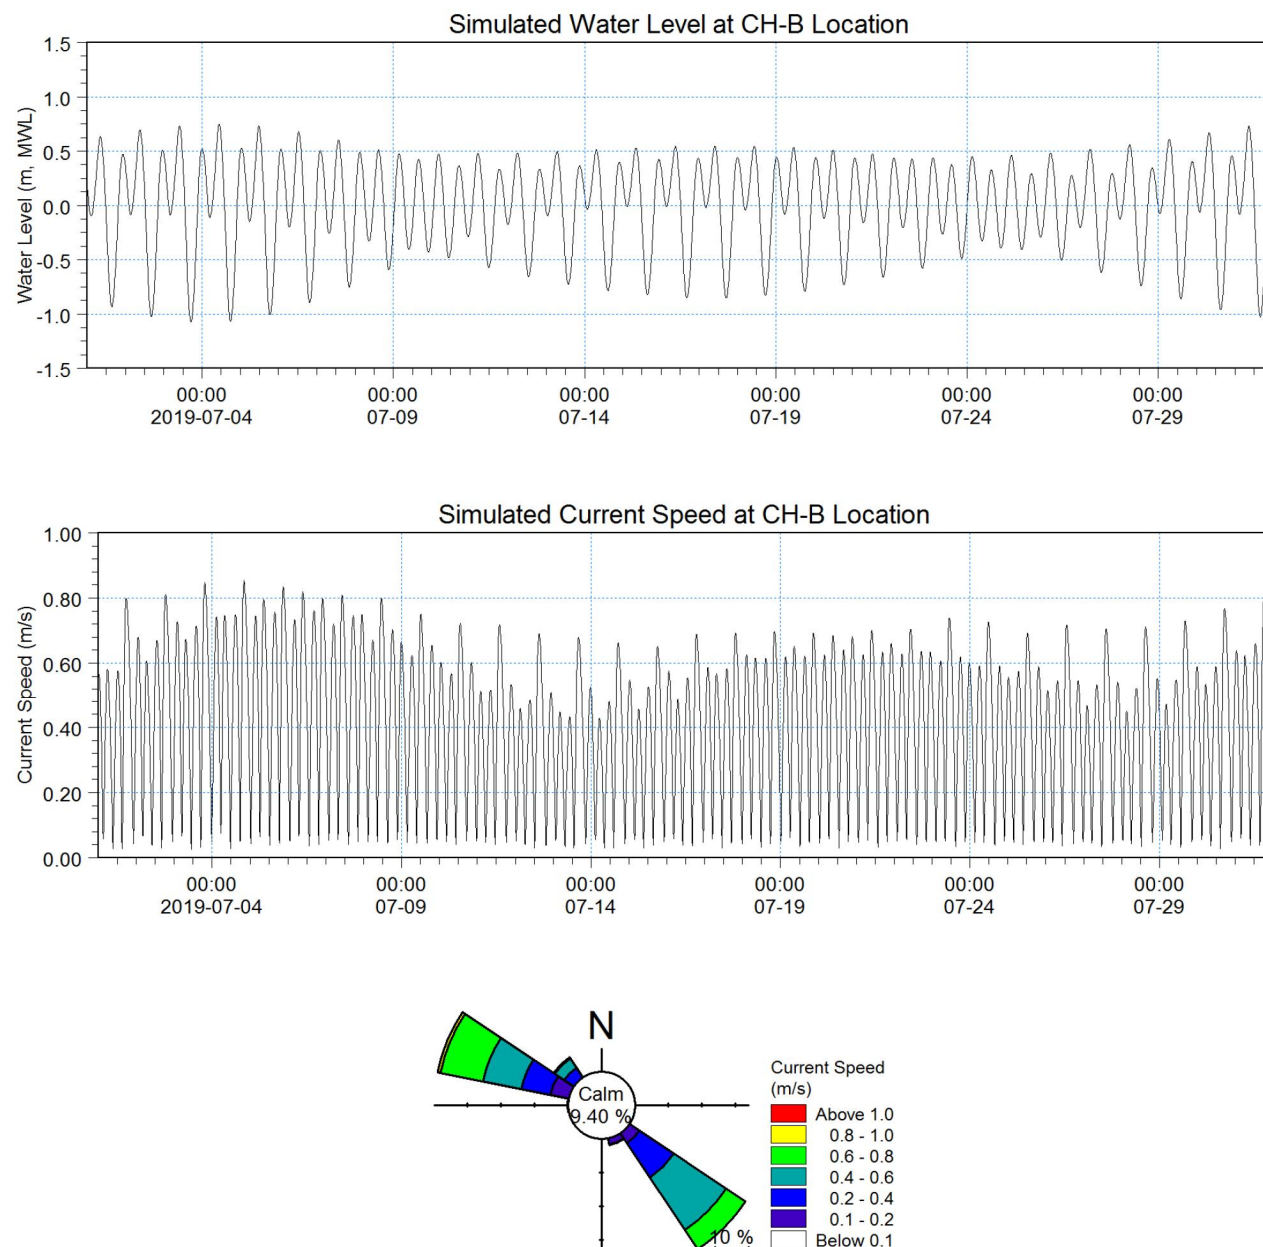 Simulated Water Level at CH-B Location
Water Level (m, MWL)
1.5
1.0
0.5
0.0
-0.5
-1.0
-1.5
00:00 00:00 00:00 00:00 00:00 00:00
2019-07-04 07-09 07-14 07-19 07-24 07-29
Simulated Current Speed at CH-B Location
Current Speed (m/s)
1.00
0.80
0.60
0.40
0.20
0.00
00:00 00:00 00:00 00:00 00:00 00:00
2019-07-04 07-09 07-14 07-19 07-24 07-29
N
Calm
9.40 %
10 %
Current Speed
(m/s)
Above 1.0
0.8 - 1.0
0.6 - 0.8
0.4 - 0.6
0.2 - 0.4
0.1 - 0.2
Below 0.1